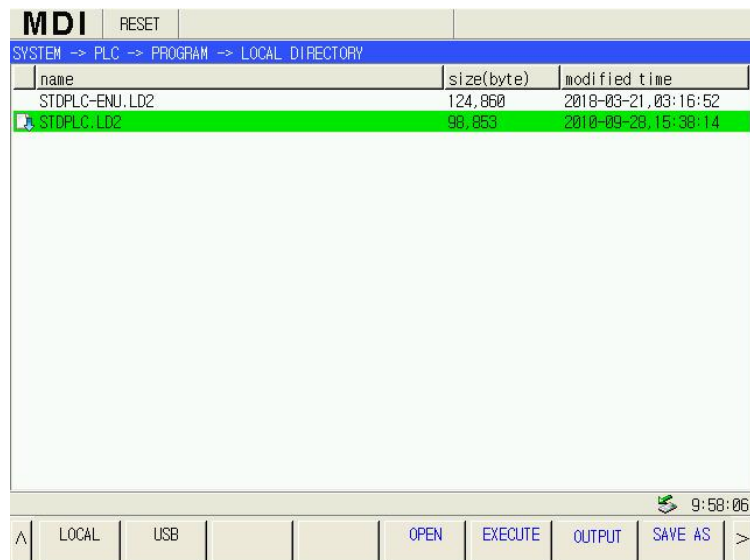 MDI RESET
SYSTEM -> PLC -> PROGRAM -> LOCAL DIRECTORY
name size(byte) modified time
STDPLC-ENU.LD2 124,860 2018-03-21,03:16:52
STDPLC.LD2 98,853 2010-09-28,15:38:14
9:58:06
^ LOCAL USB OPEN EXECUTE OUTPUT SAVE AS >